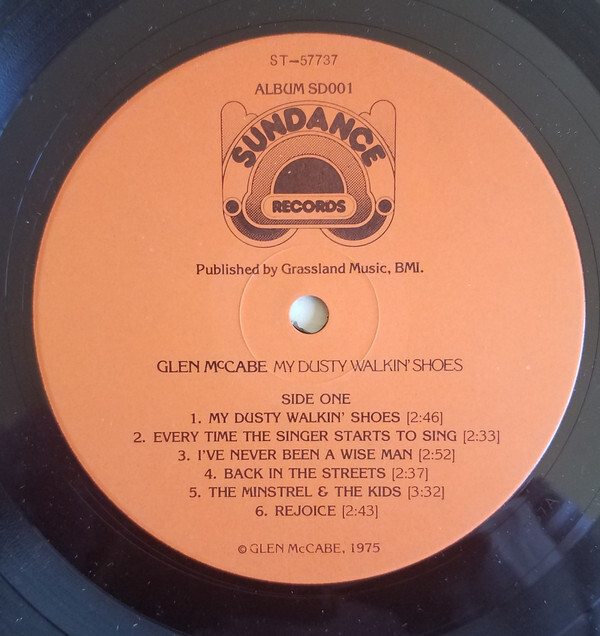 ST-57737
ALBUM SD001
SUNDANCE
RECORDS
Published by Grassland Music, BMI.
GLEN McCABE MY DUSTY WALKIN' SHOES
SIDE ONE
1. MY DUSTY WALKIN' SHOES [2:46]
2. EVERY TIME THE SINGER STARTS TO SING [2:33]
3. I'VE NEVER BEEN A WISE MAN [2:52]
4. BACK IN THE STREETS [2:37]
5. THE MINSTREL & THE KIDS [3:32]
6. REJOICE [2:43]
© GLEN McCABE, 1975